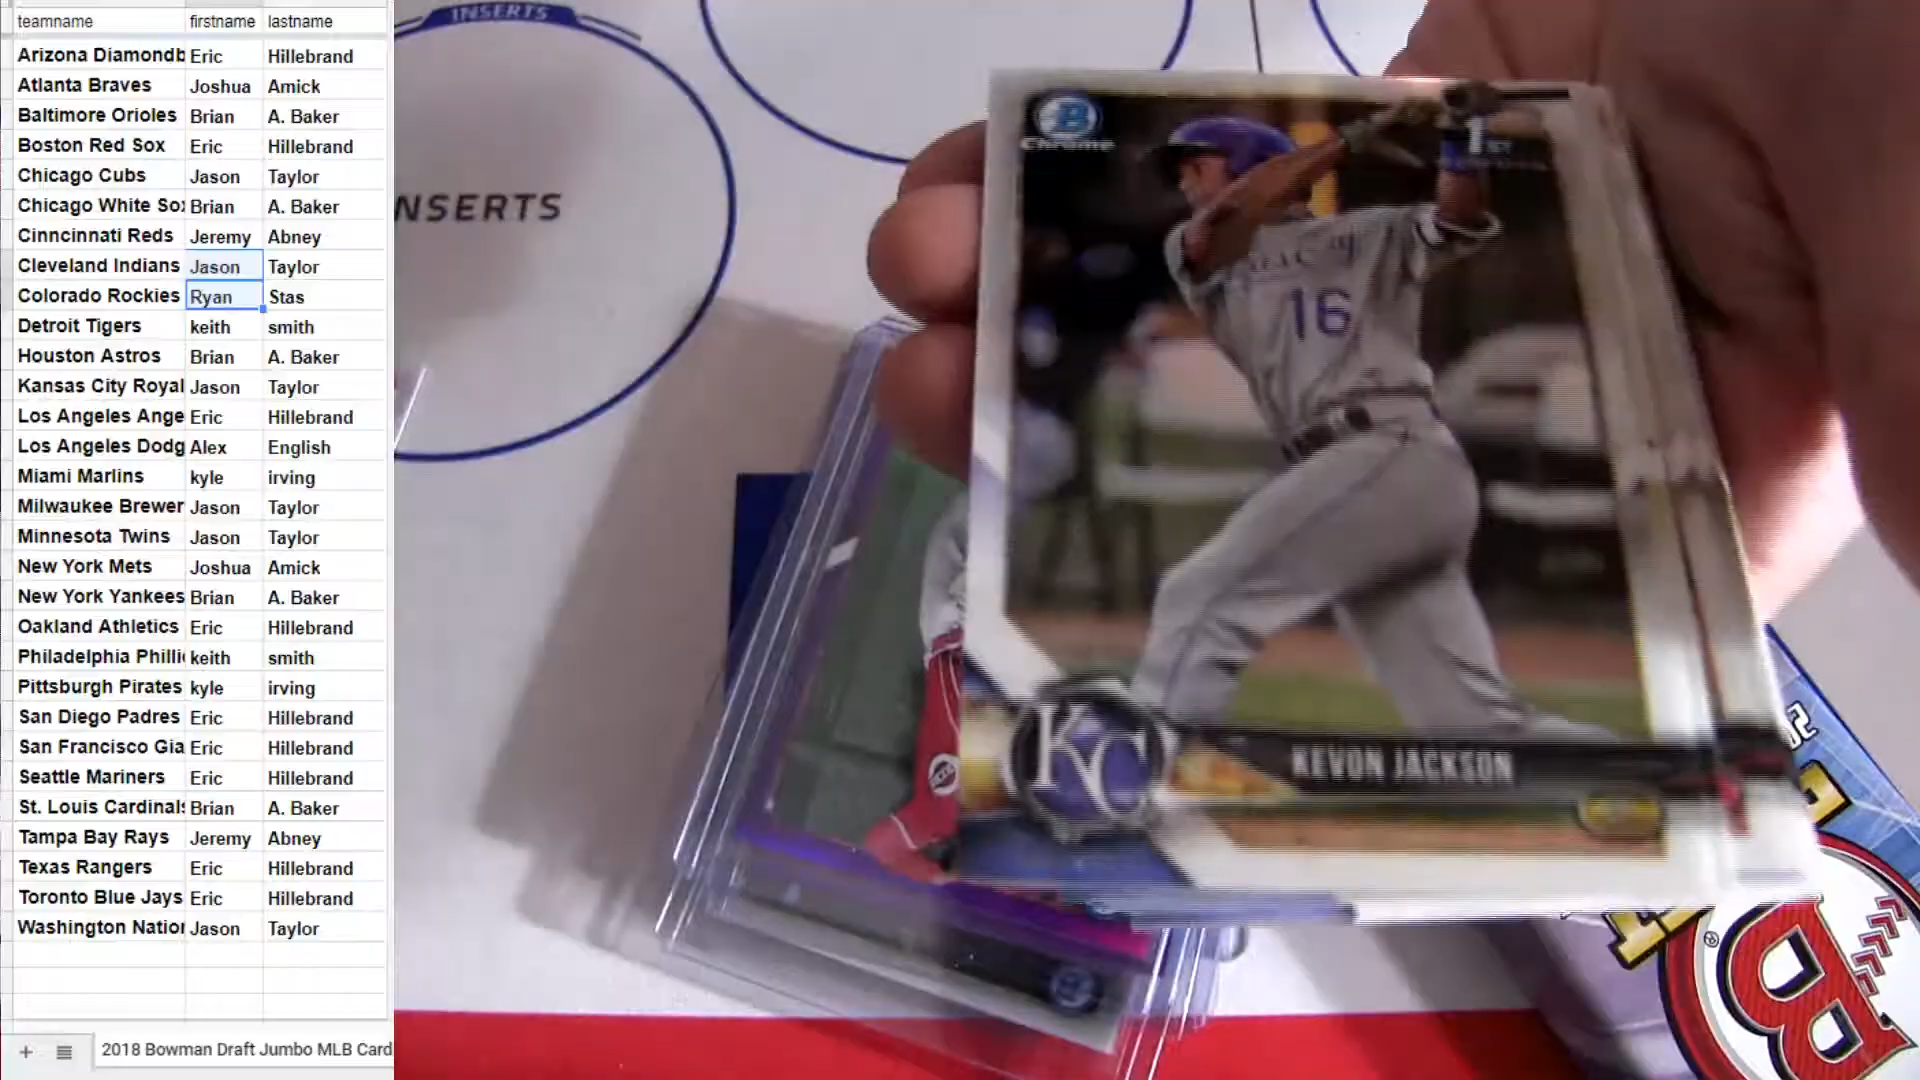 teamname firstname lastname
Arizona Diamondb Eric Hillebrand
Atlanta Braves Joshua Amick
Baltimore Orioles Brian A. Baker
Boston Red Sox Eric Hillebrand
Chicago Cubs Jason Taylor
Chicago White Sox Brian A. Baker
Cinncinnati Reds Jeremy Abney
Cleveland Indians Jason Taylor
Colorado Rockies Ryan Stas
Detroit Tigers keith smith
Houston Astros Brian A. Baker
Kansas City Royal Jason Taylor
Los Angeles Ange Eric Hillebrand
Los Angeles Dodg Alex English
Miami Marlins kyle irving
Milwaukee Brewer Jason Taylor
Minnesota Twins Jason Taylor
New York Mets Joshua Amick
New York Yankees Brian A. Baker
Oakland Athletics Eric Hillebrand
Philadelphia Phillie keith smith
Pittsburgh Pirates kyle irving
San Diego Padres Eric Hillebrand
San Francisco Gia Eric Hillebrand
Seattle Mariners Eric Hillebrand
St. Louis Cardinals Brian A. Baker
Tampa Bay Rays Jeremy Abney
Texas Rangers Eric Hillebrand
Toronto Blue Jays Eric Hillebrand
Washington Nation Jason Taylor
2018 Bowman Draft Jumbo MLB Card
INSERTS
INSERTS
B
Chrome
1ST
16
KC
KEVON JACKSON
B